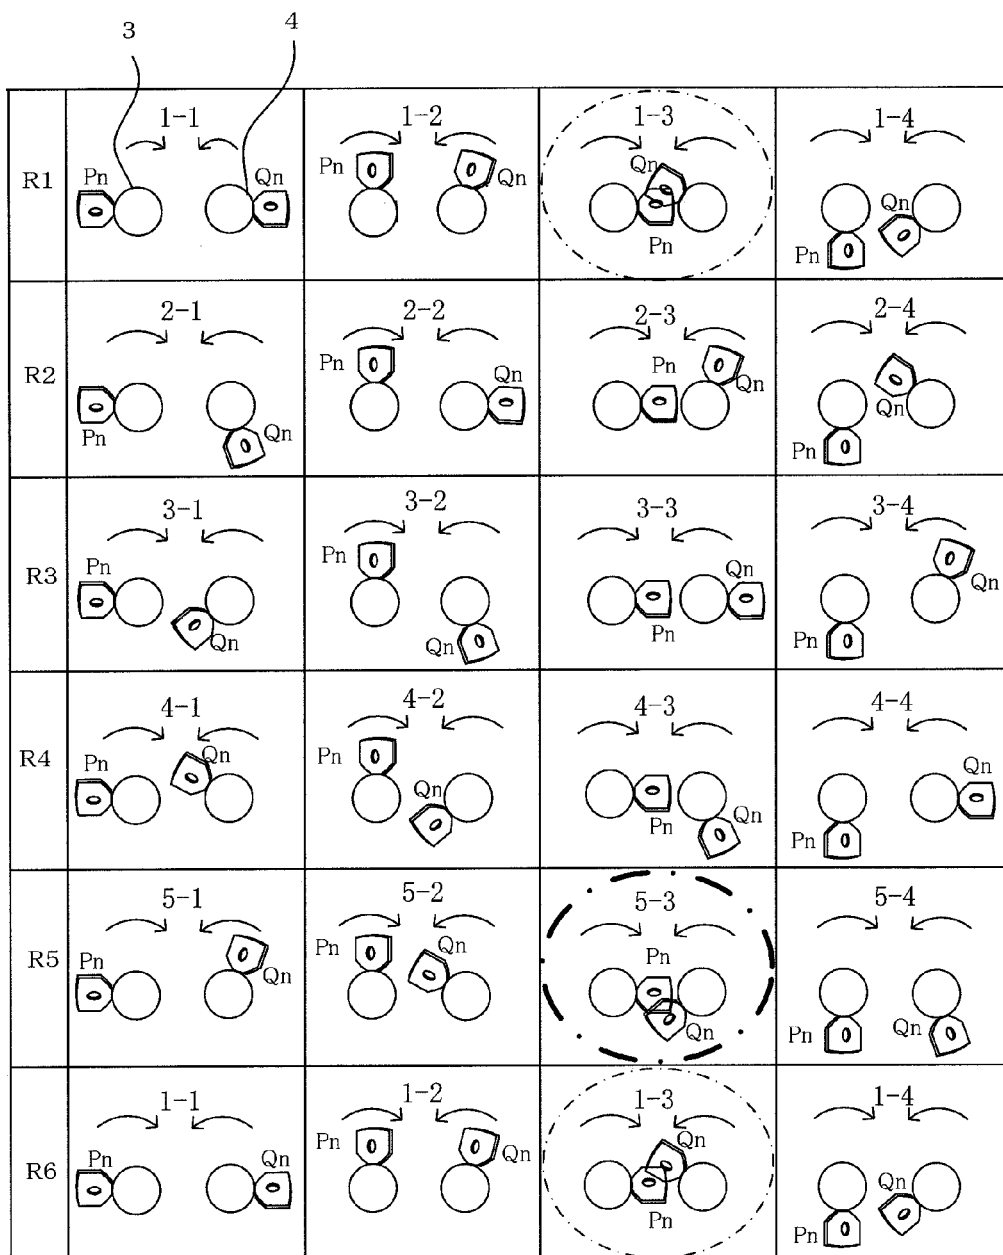 3 4
1-1 1-2 1-3 1-4
R1 Pn Qn Pn Qn Qn Pn Pn Qn
2-1 2-2 2-3 2-4
R2 Pn Qn Pn Qn Pn Qn Pn Qn
3-1 3-2 3-3 3-4
R3 Pn Qn Pn Qn Pn Qn Pn Qn
4-1 4-2 4-3 4-4
R4 Pn Qn Pn Qn Pn Qn Pn Qn
5-1 5-2 5-3 5-4
R5 Pn Qn Pn Qn Pn Qn Pn Qn
1-1 1-2 1-3 1-4
R6 Pn Qn Pn Qn Qn Pn Pn Qn